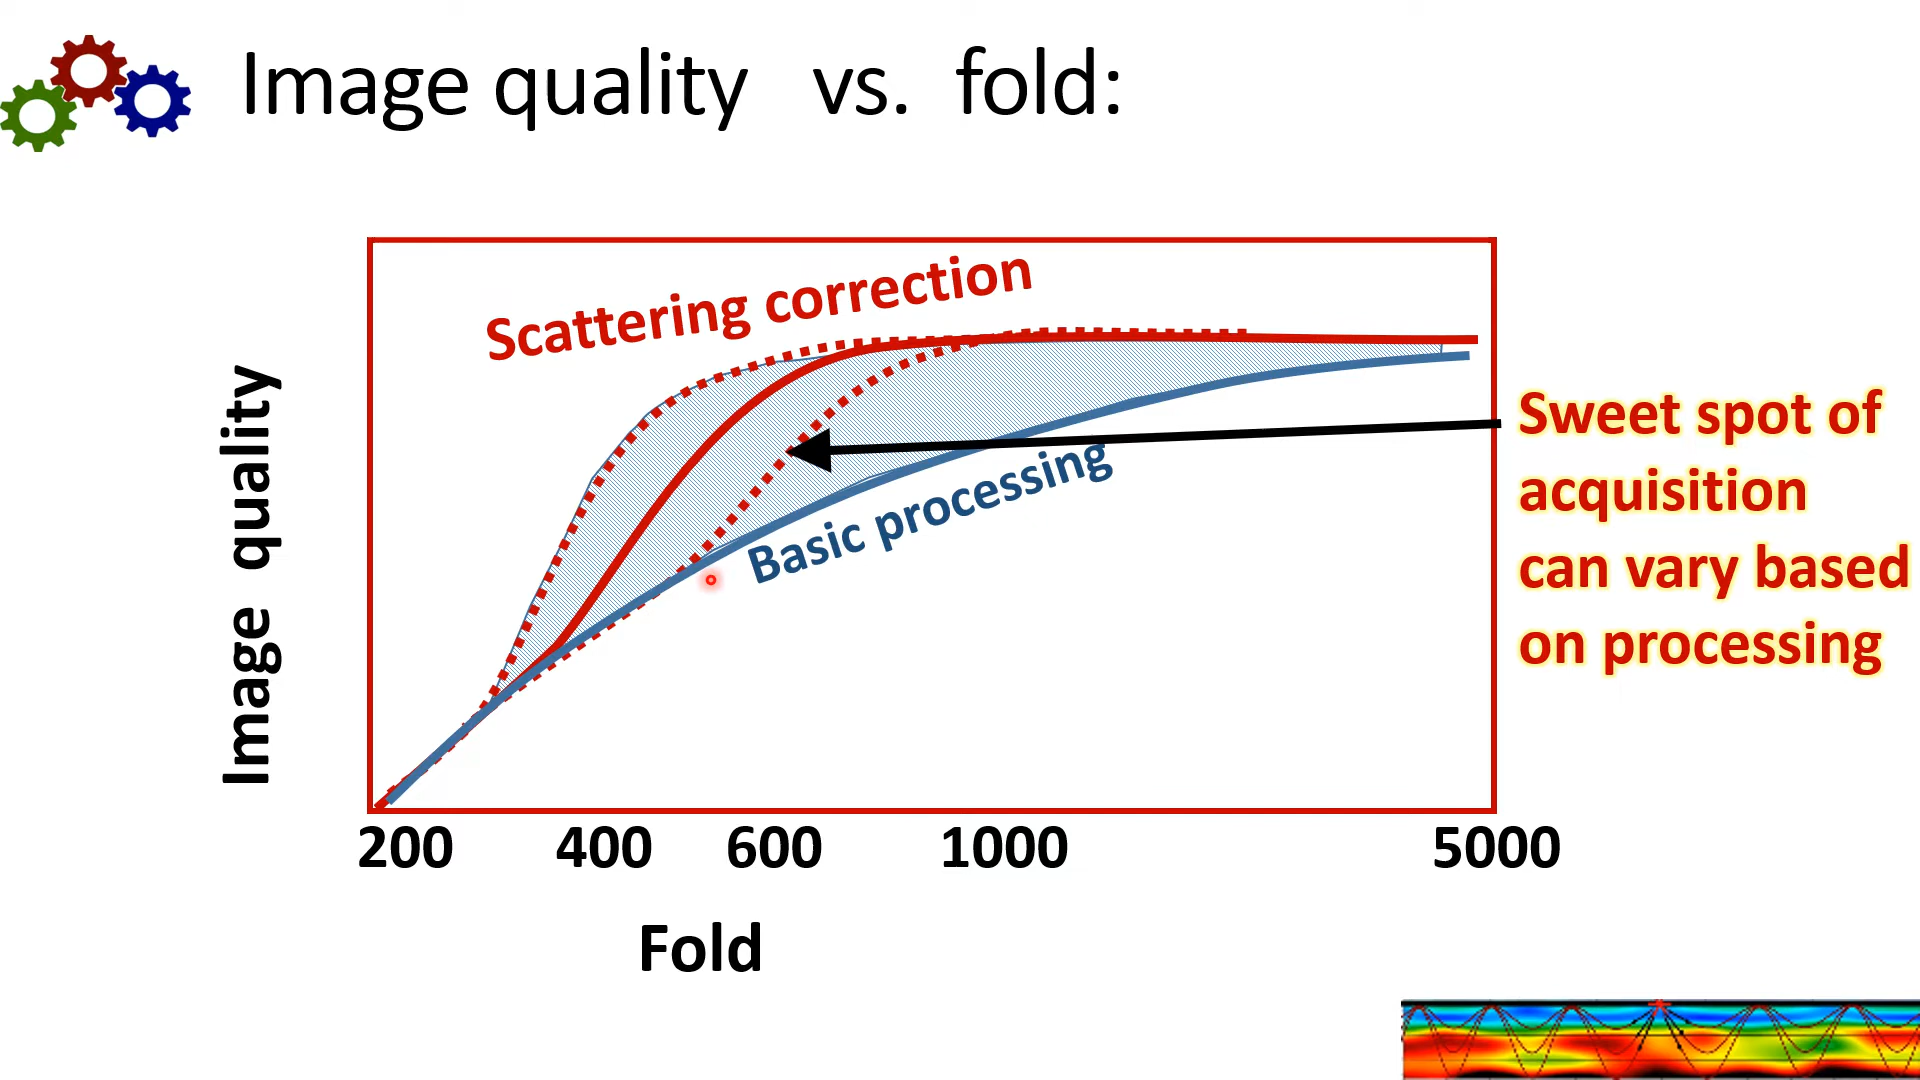 Image quality vs. fold:
Scattering correction
Basic processing
Image quality
Sweet spot of
acquisition
can vary based
on processing
200 400 600 1000 5000
Fold